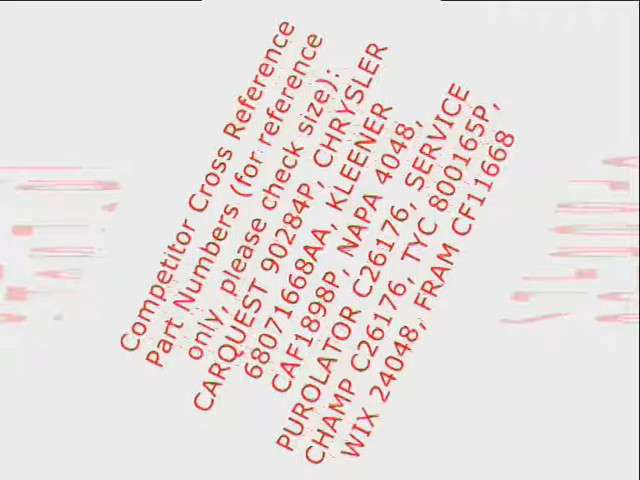 Competitor Cross Reference
Part Numbers (for reference
only, please check size):
CARQUEST 90284P, CHRYSLER
68071668AA, KLEENER
CAF1898P, NAPA 4048,
PUROLATOR C26176, SERVICE
CHAMP C26176, TYC 800165P,
WIX 24048, FRAM CF11668